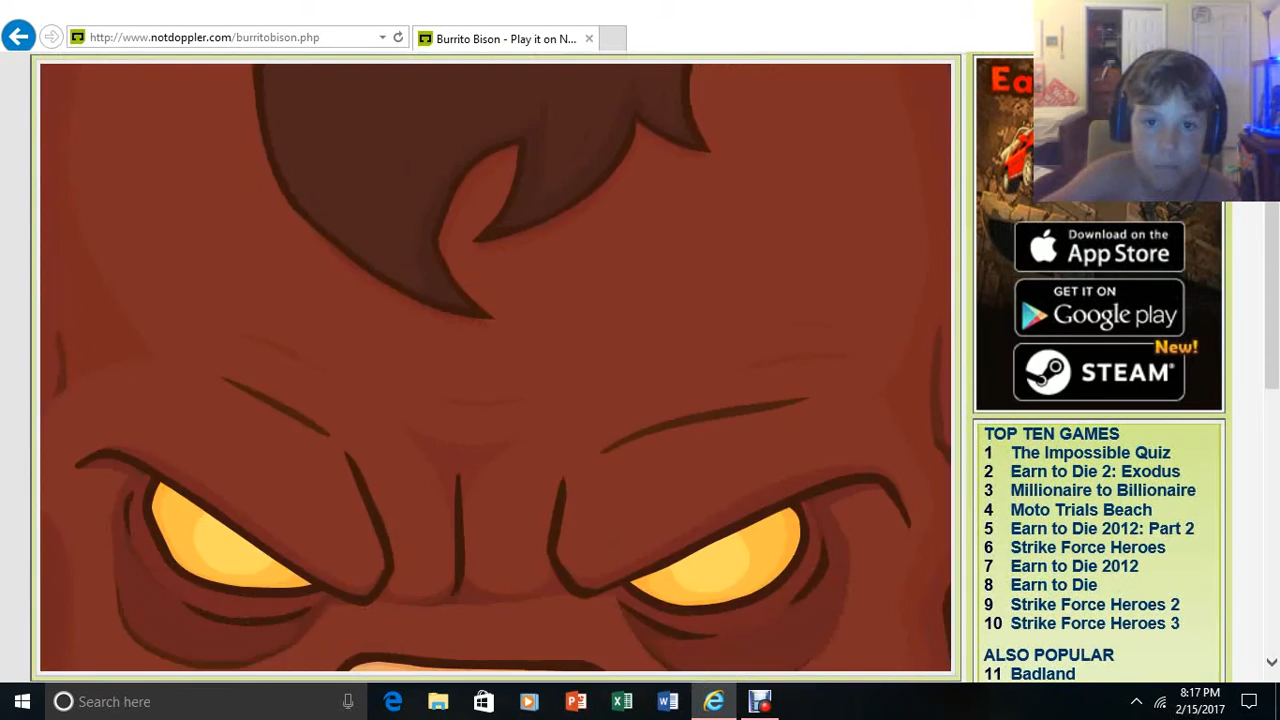 http://www.notdoppler.com/burritobison.php
Burrito Bison - Play it on N...
Ea
Download on the
App Store
GET IT ON
Google play
New!
STEAM
TOP TEN GAMES
1 The Impossible Quiz
2 Earn to Die 2: Exodus
3 Millionaire to Billionaire
4 Moto Trials Beach
5 Earn to Die 2012: Part 2
6 Strike Force Heroes
7 Earn to Die 2012
8 Earn to Die
9 Strike Force Heroes 2
10 Strike Force Heroes 3
ALSO POPULAR
11 Badland
Search here
8:17 PM
2/15/2017